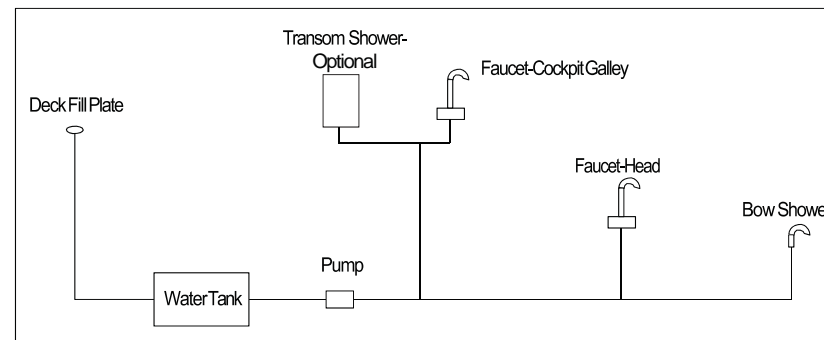 Transom Shower-
Optional
Faucet-Cockpit Galley
Deck Fill Plate
Faucet-Head
Bow Showe
Pump
Water Tank